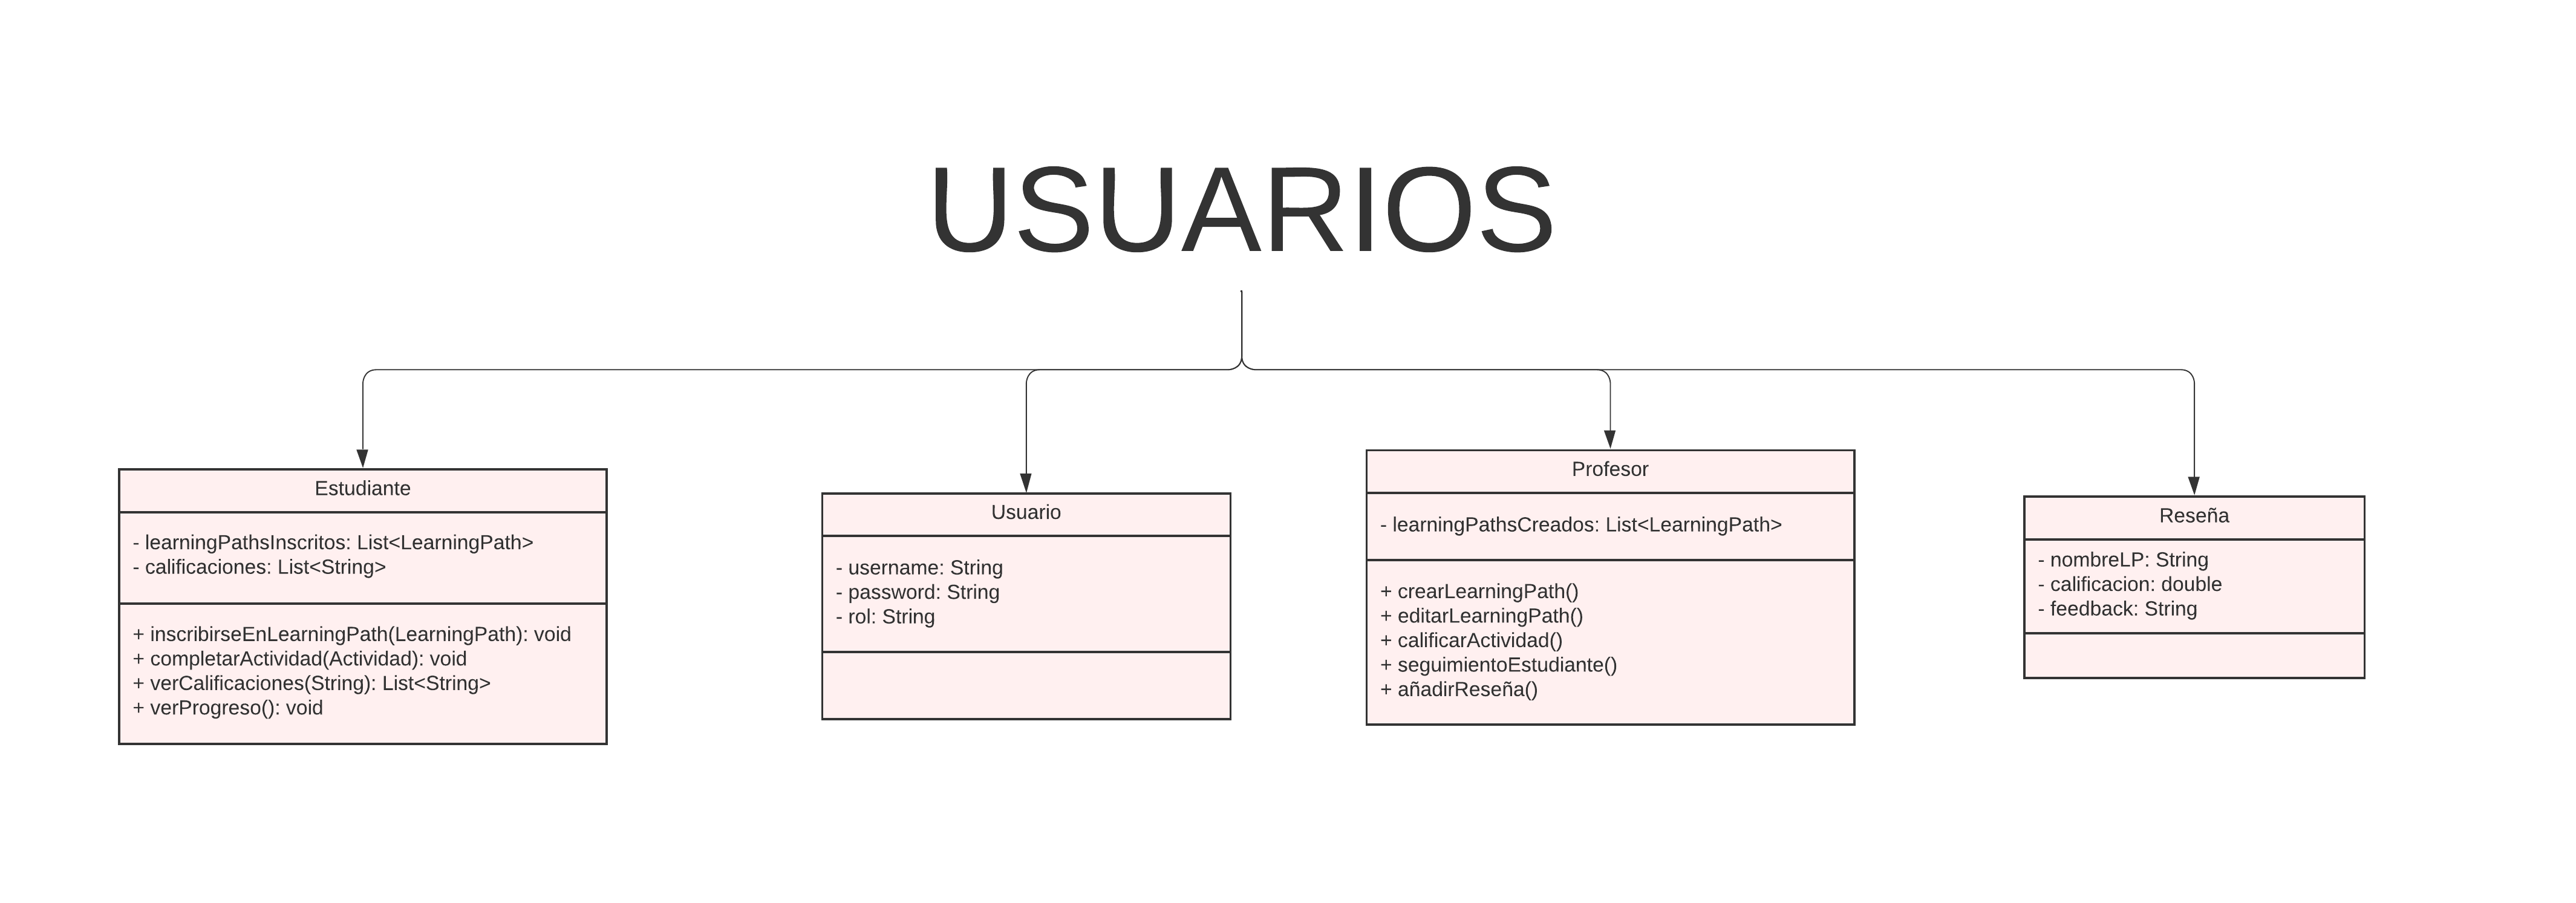 USUARIOS
Estudiante
- learningPathsInscritos: List<LearningPath>
- calificaciones: List<String>
+ inscribirseEnLearningPath(LearningPath): void
+ completarActividad(Actividad): void
+ verCalificaciones(String): List<String>
+ verProgreso(): void
Usuario
- username: String
- password: String
- rol: String
Profesor
- learningPathsCreados: List<LearningPath>
+ crearLearningPath()
+ editarLearningPath()
+ calificarActividad()
+ seguimientoEstudiante()
+ añadirReseña()
Reseña
- nombreLP: String
- calificacion: double
- feedback: String